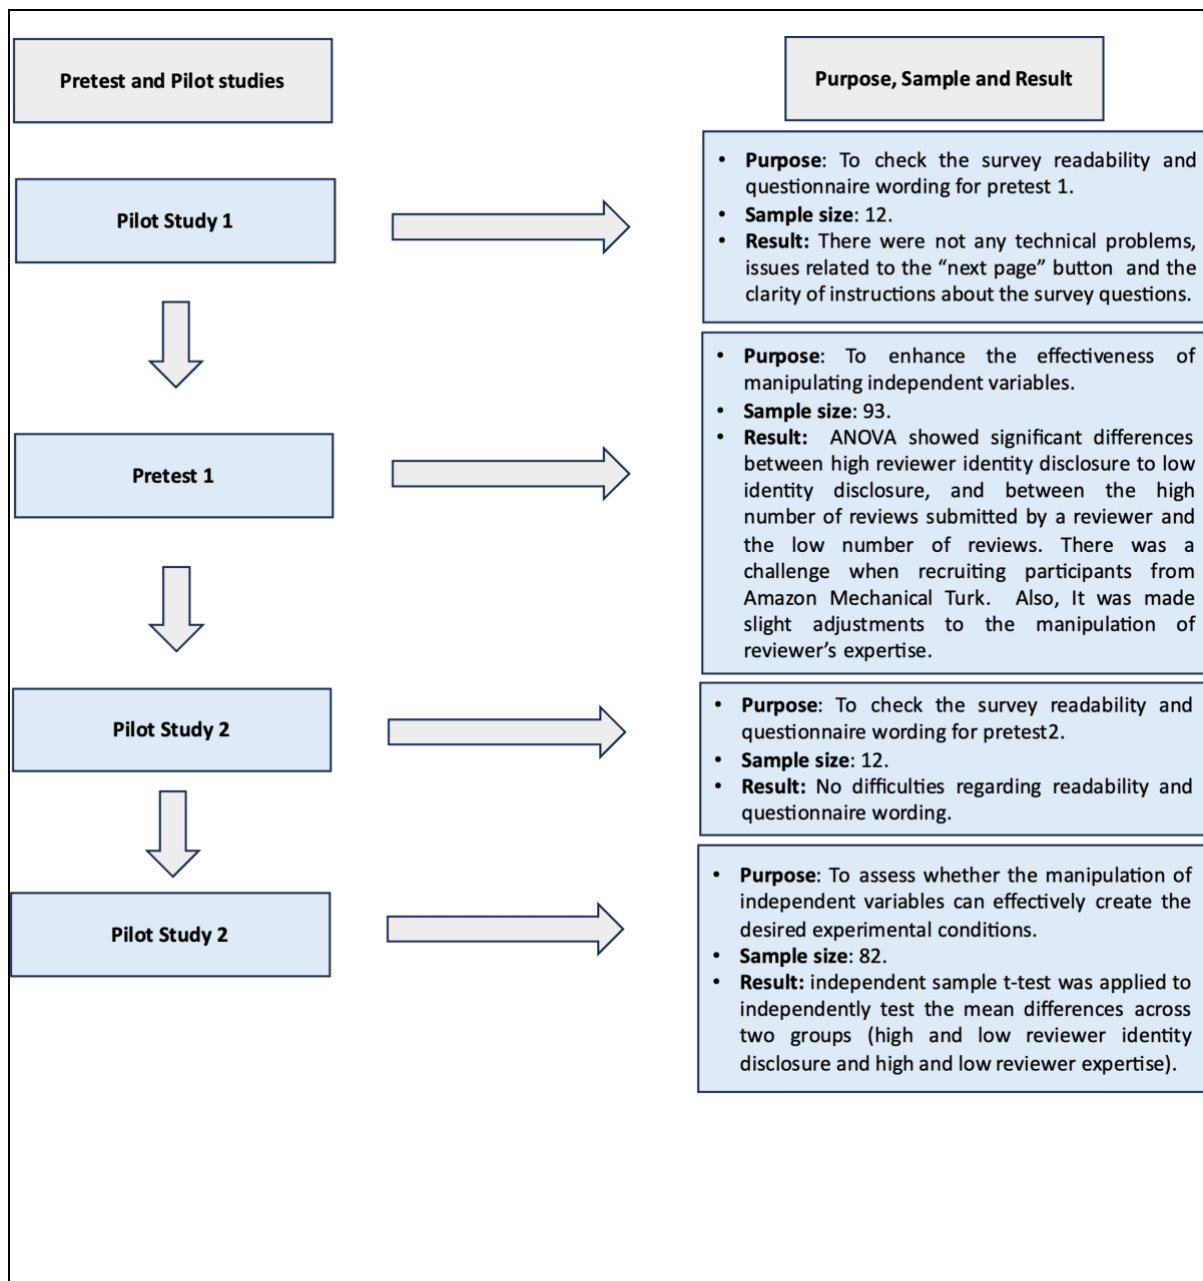 Pretest and Pilot studies
Purpose, Sample and Result
Pilot Study 1
• Purpose: To check the survey readability and
questionnaire wording for pretest 1.
• Sample size: 12.
• Result: There were not any technical problems,
issues related to the “next page” button and the
clarity of instructions about the survey questions.
Pretest 1
• Purpose: To enhance the effectiveness of
manipulating independent variables.
• Sample size: 93.
• Result: ANOVA showed significant differences
between high reviewer identity disclosure to low
identity disclosure, and between the high
number of reviews submitted by a reviewer and
the low number of reviews. There was a
challenge when recruiting participants from
Amazon Mechanical Turk. Also, It was made
slight adjustments to the manipulation of
reviewer’s expertise.
Pilot Study 2
• Purpose: To check the survey readability and
questionnaire wording for pretest2.
• Sample size: 12.
• Result: No difficulties regarding readability and
questionnaire wording.
Pilot Study 2
• Purpose: To assess whether the manipulation of
independent variables can effectively create the
desired experimental conditions.
• Sample size: 82.
• Result: independent sample t-test was applied to
independently test the mean differences across
two groups (high and low reviewer identity
disclosure and high and low reviewer expertise).